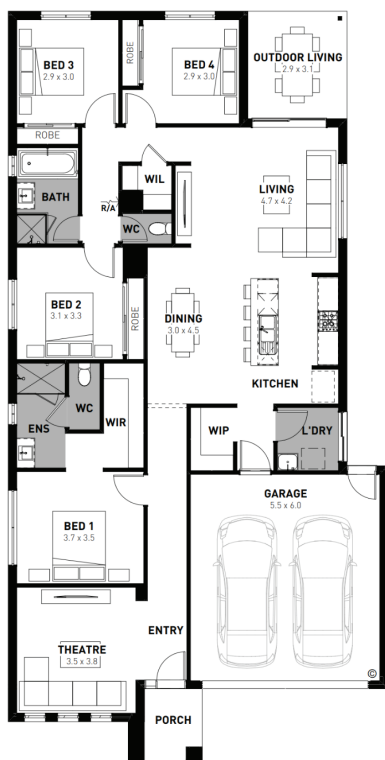 BED 3
2.9 x 3.0
ROBE
BED 4
2.9 x 3.0
OUTDOOR LIVING
2.9 x 3.1
ROBE
BATH
R/A
WIL
WC
LIVING
4.7 x 4.2
BED 2
3.1 x 3.3
ROBE
DINING
3.0 x 4.5
KITCHEN
ENS
WC
WIR
WIP
L'DRY
BED 1
3.7 x 3.5
GARAGE
5.5 x 6.0
THEATRE
3.5 x 3.8
ENTRY
©
PORCH